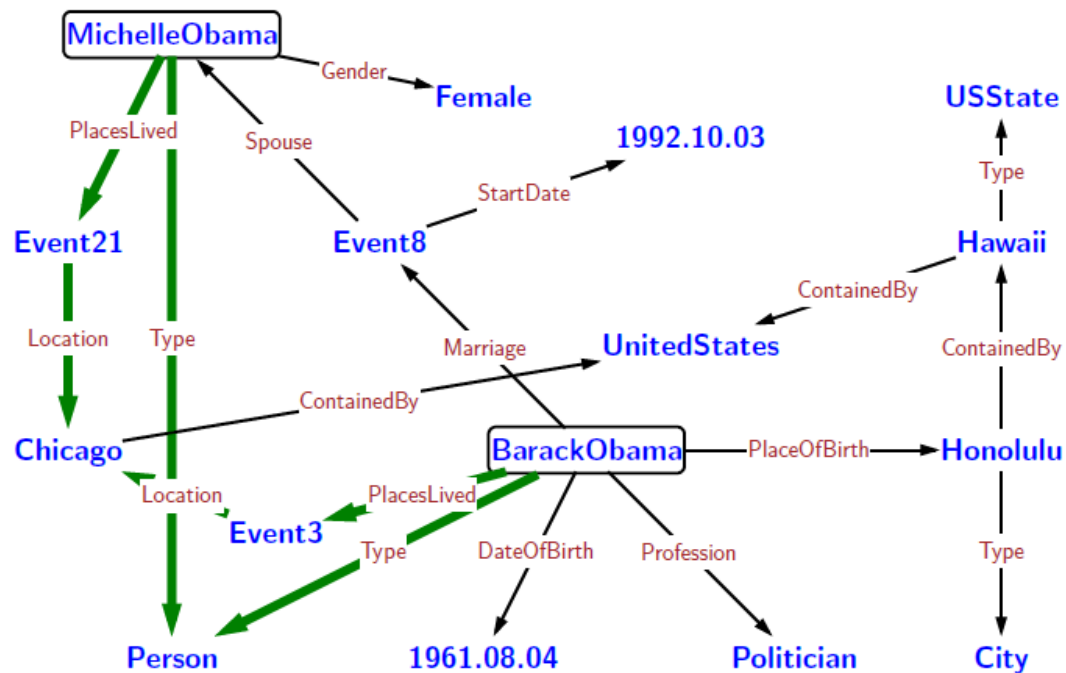 MichelleObama
Gender
Female
USState
PlacesLived
Spouse
1992.10.03
Type
StartDate
Event21
Event8
Hawaii
ContainedBy
Location
Type
Marriage
UnitedStates
ContainedBy
ContainedBy
Chicago
BarackObama
PlaceOfBirth
Honolulu
Location
PlacesLived
Event3
Type
DateOfBirth
Profession
Type
Person
1961.08.04
Politician
City